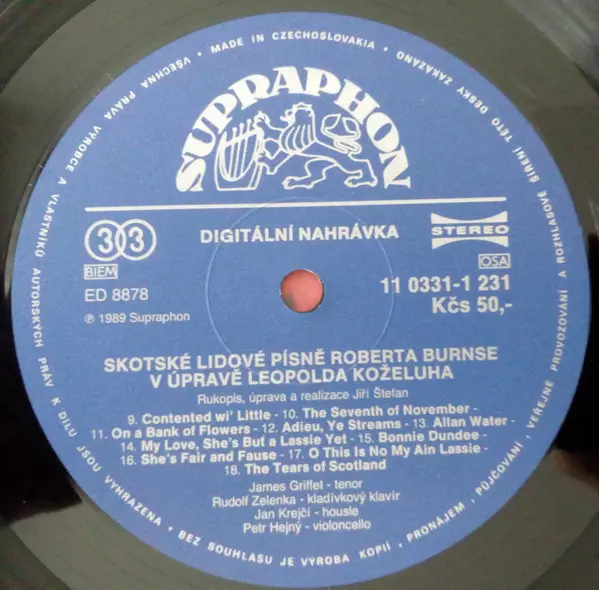 VŠECHNA PRÁVA VÝROBCE A VLASTNÍKŮ AUTORSKÝCH PRÁV K DÍLU JSOU VYHRAZENA • BEZ SOUHLASU JE VÝROBA KOPIÍ, PRONÁJEM, PŮJČOVÁNÍ, VEŘEJNÉ PROVOZOVÁNÍ A ROZHLASOVÉ ŠÍŘENÍ TÉTO DESKY ZAKÁZÁNO • MADE IN CZECHOSLOVAKIA •
SUPRAPHON
33
DIGITÁLNÍ NAHRÁVKA
STEREO
BIEM
OSA
ED 8878
11 0331-1 231
℗ 1989 Supraphon
Kčs 50,-
SKOTSKÉ LIDOVÉ PÍSNĚ ROBERTA BURNSE
V ÚPRAVĚ LEOPOLDA KOŽELUHA
Rukopis, úprava a realizace Jiří Štefan
9. Contented wi' Little - 10. The Seventh of November -
11. On a Bank of Flowers - 12. Adieu, Ye Streams - 13. Allan Water -
14. My Love, She's But a Lassie Yet - 15. Bonnie Dundee -
16. She's Fair and Fause - 17. O This Is No My Ain Lassie -
18. The Tears of Scotland
James Griffet - tenor
Rudolf Zelenka - kladívkový klavír
Jan Krejčí - housle
Petr Hejný - violoncello